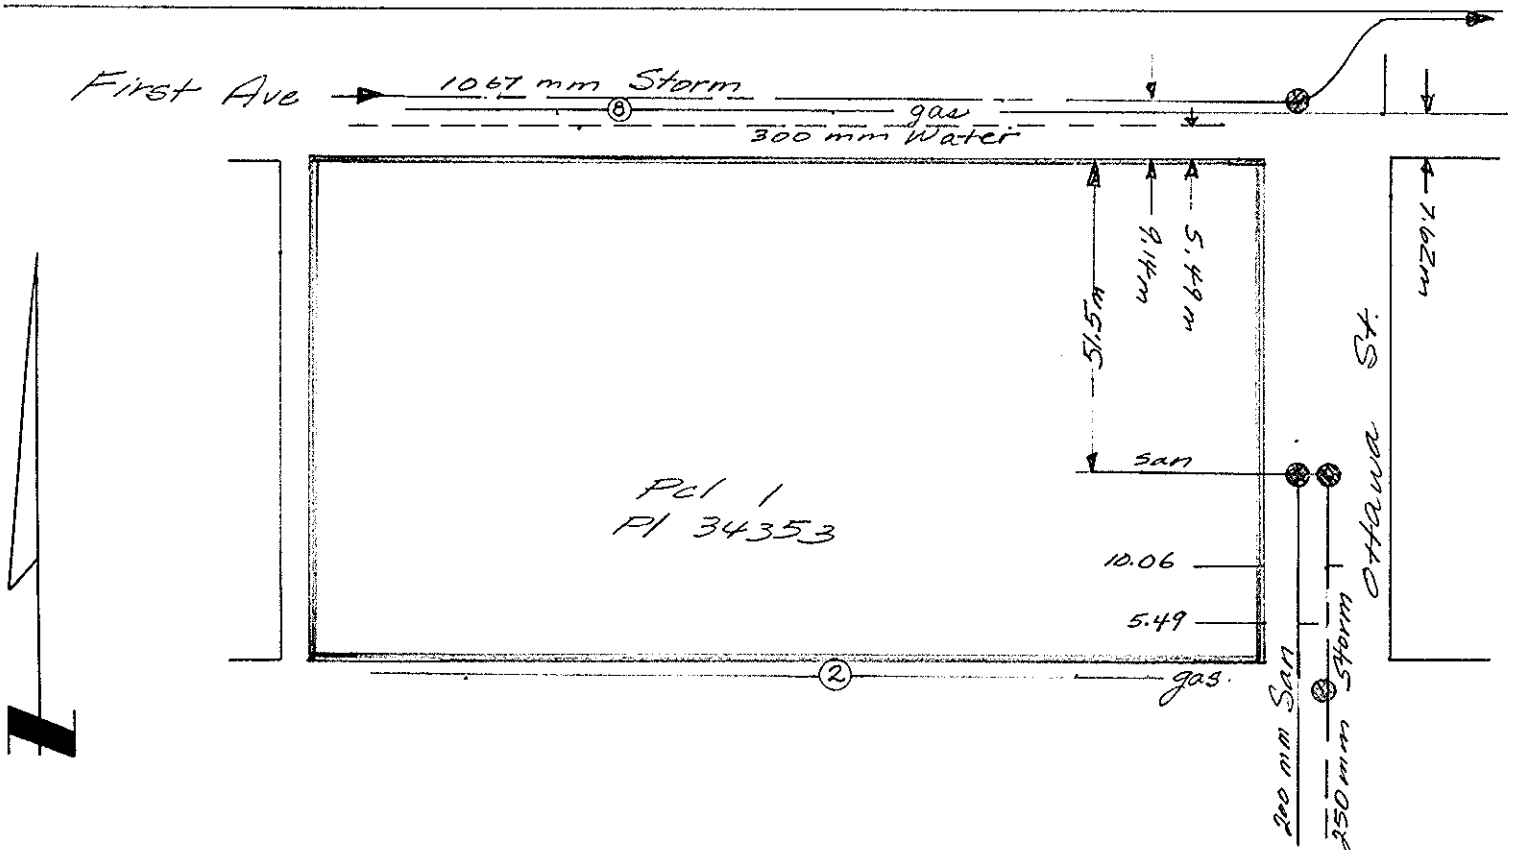 First Ave
1067 mm Storm
8
gas
300 mm Water
7.62m
9.14m
5.49m
51.5m
san
Ottawa St.
Pcl 1
Pl 34353
10.06
5.49
2
gas.
200 mm San
250 mm Storm